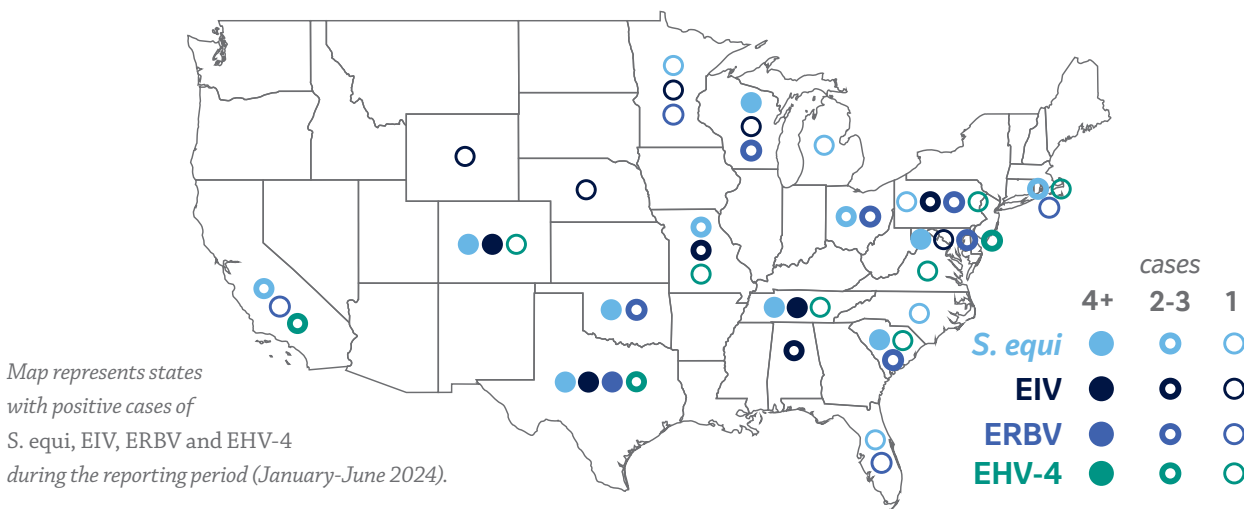 cases
4+ 2-3 1
S. equi
EIV
ERBV
EHV-4
Map represents states
with positive cases of
S. equi, EIV, ERBV and EHV-4
during the reporting period (January-June 2024).